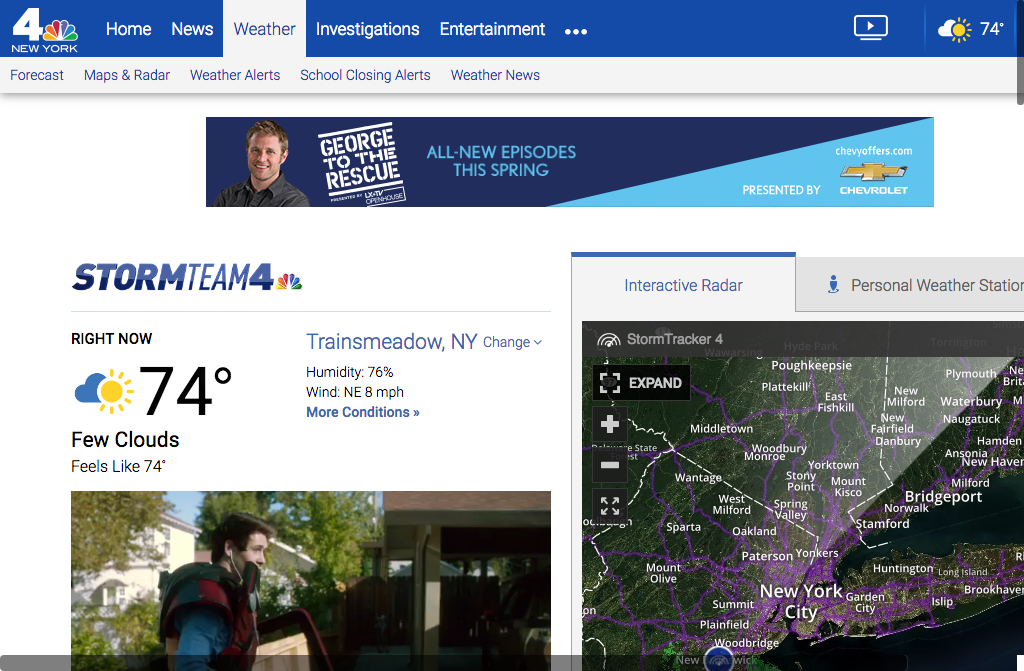 4
NEW YORK
Home
News
Weather
Investigations
Entertainment
74°
Forecast
Maps & Radar
Weather Alerts
School Closing Alerts
Weather News
GEORGE
TO THE
RESCUE
PRESENTED BY LXTV
OPENHOUSE
ALL-NEW EPISODES
THIS SPRING
PRESENTED BY
chevyoffers.com
CHEVROLET
STORMTEAM4
RIGHT NOW
74°
Few Clouds
Feels Like 74°
Trainsmeadow, NY Change
Humidity: 76%
Wind: NE 8 mph
More Conditions »
Interactive Radar
Personal Weather Station
StormTracker 4
EXPAND
Wawarsing
Hyde Park
Torrington
Poughkeepsie
Plymouth
Plattekill
New
Milford
Waterbury
East
Fishkill
Naugatuck
New
Fairfield
Middletown
Danbury
Hamden
Delaware State
Woodbury
Monroe
Ansonia
New Haven
Yorktown
Wantage
Stony
Point
Mount
Kisco
Milford
Bridgeport
West
Milford
Spring
Valley
Norwalk
Stamford
Sparta
Oakland
Paterson
Yonkers
Mount
Olive
Huntington
Long Island
New York
City
Garden
City
Brookhaven
Islip
Summit
Plainfield
Woodbridge